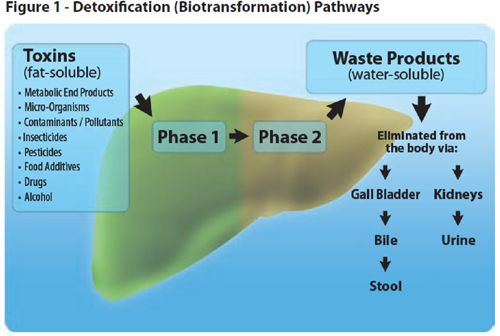 Figure 1 - Detoxification (Biotransformation) Pathways
Toxins
(fat-soluble)
• Metabolic End Products
• Micro-Organisms
• Contaminants / Pollutants
• Insecticides
• Pesticides
• Food Additives
• Drugs
• Alcohol
Phase 1
Phase 2
Waste Products
(water-soluble)
Eliminated from
the body via:
Gall Bladder
Kidneys
Bile
Urine
Stool